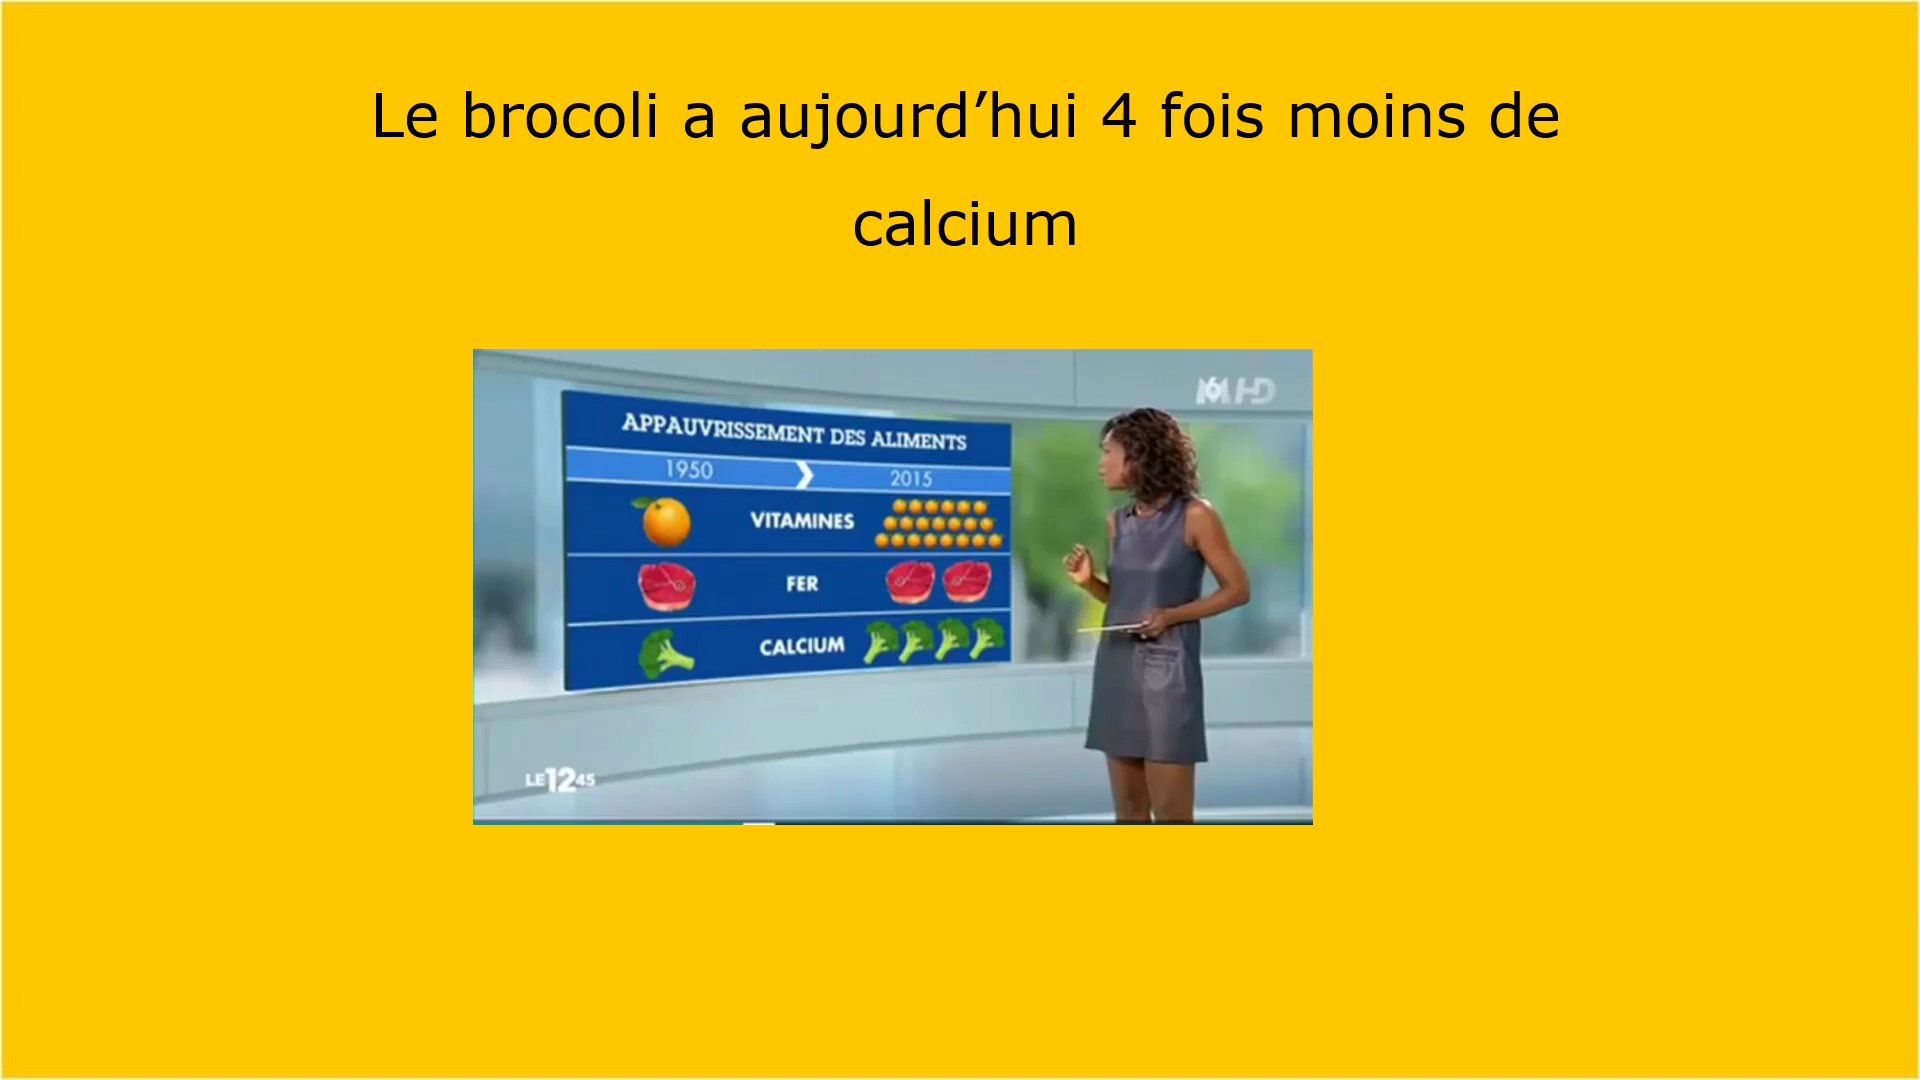 Le brocoli a aujourd’hui 4 fois moins de
calcium
M6 HD
APPAUVRISSEMENT DES ALIMENTS
1950 2015
VITAMINES
FER
CALCIUM
LE 12 45